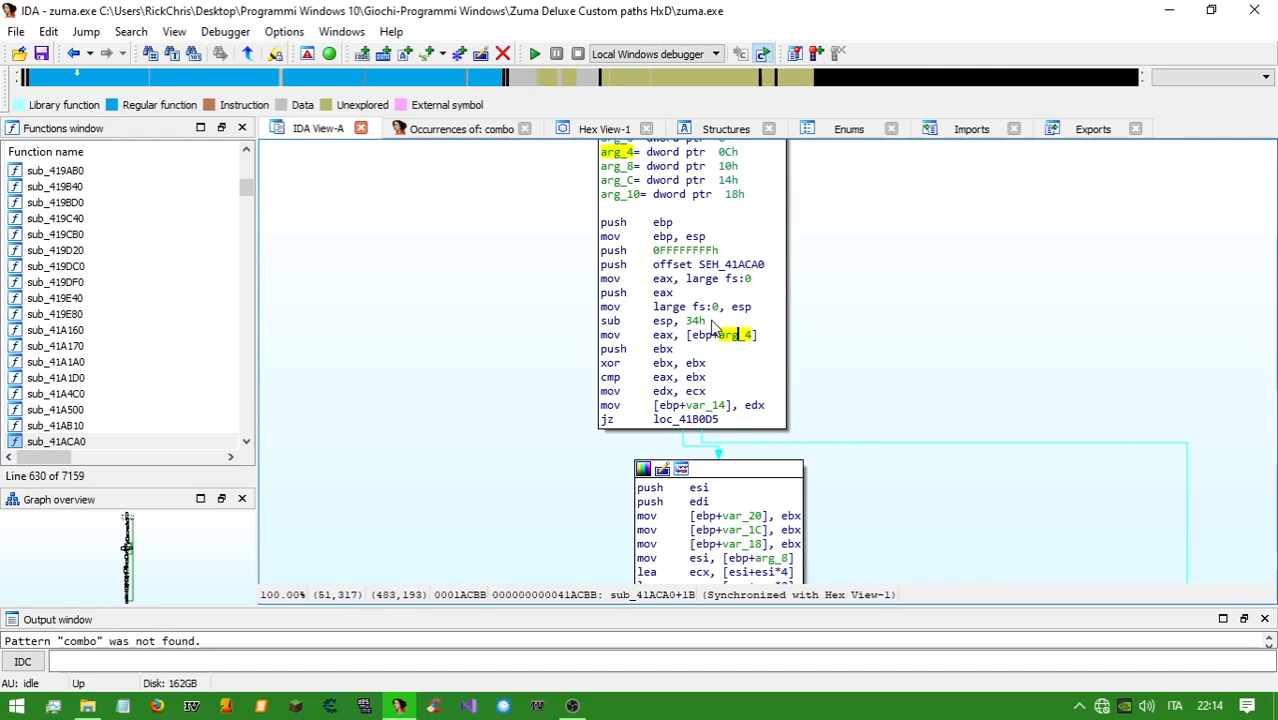 IDA - zuma.exe C:\Users\RickChris\Desktop\Programmi Windows 10\Giochi-Programmi Windows\Zuma Deluxe Custom paths HxD\zuma.exe
File Edit Jump Search View Debugger Options Windows Help
Local Windows debugger
Library function Regular function Instruction Data Unexplored External symbol
Functions window
IDA View-A Occurrences of: combo Hex View-1 Structures Enums Imports Exports
Function name
sub_419AB0
sub_419B40
sub_419BD0
sub_419C40
sub_419CB0
sub_419D20
sub_419DC0
sub_419DF0
sub_419E40
sub_419E80
sub_41A160
sub_41A170
sub_41A1A0
sub_41A1D0
sub_41A4C0
sub_41A500
sub_41AB10
sub_41ACA0
Line 630 of 7159
Graph overview
arg_4= dword ptr 0Ch
arg_8= dword ptr 10h
arg_C= dword ptr 14h
arg_10= dword ptr 18h
push ebp
mov ebp, esp
push 0FFFFFFFFh
push offset SEH_41ACA0
mov eax, large fs:0
push eax
mov large fs:0, esp
sub esp, 34h
mov eax, [ebp+arg_4]
push ebx
xor ebx, ebx
cmp eax, ebx
mov edx, ecx
mov [ebp+var_14], edx
jz loc_41B0D5
push esi
push edi
mov [ebp+var_20], ebx
mov [ebp+var_1C], ebx
mov [ebp+var_18], ebx
mov esi, [ebp+arg_8]
lea ecx, [esi+esi*4]
100.00% (51,317) (483,193) 0001ACBB 000000000041ACBB: sub_41ACA0+1B (Synchronized with Hex View-1)
Output window
Pattern "combo" was not found.
IDC
AU: idle Up Disk: 162GB
ITA 22:14